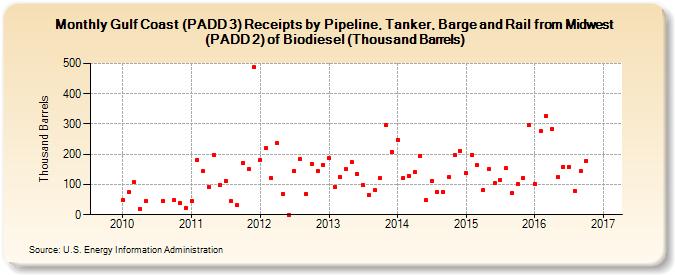 Monthly Gulf Coast (PADD 3) Receipts by Pipeline, Tanker, Barge and Rail from Midwest
(PADD 2) of Biodiesel (Thousand Barrels)
Thousand Barrels
500
400
300
200
100
0
2010 2011 2012 2013 2014 2015 2016 2017
Source: U.S. Energy Information Administration